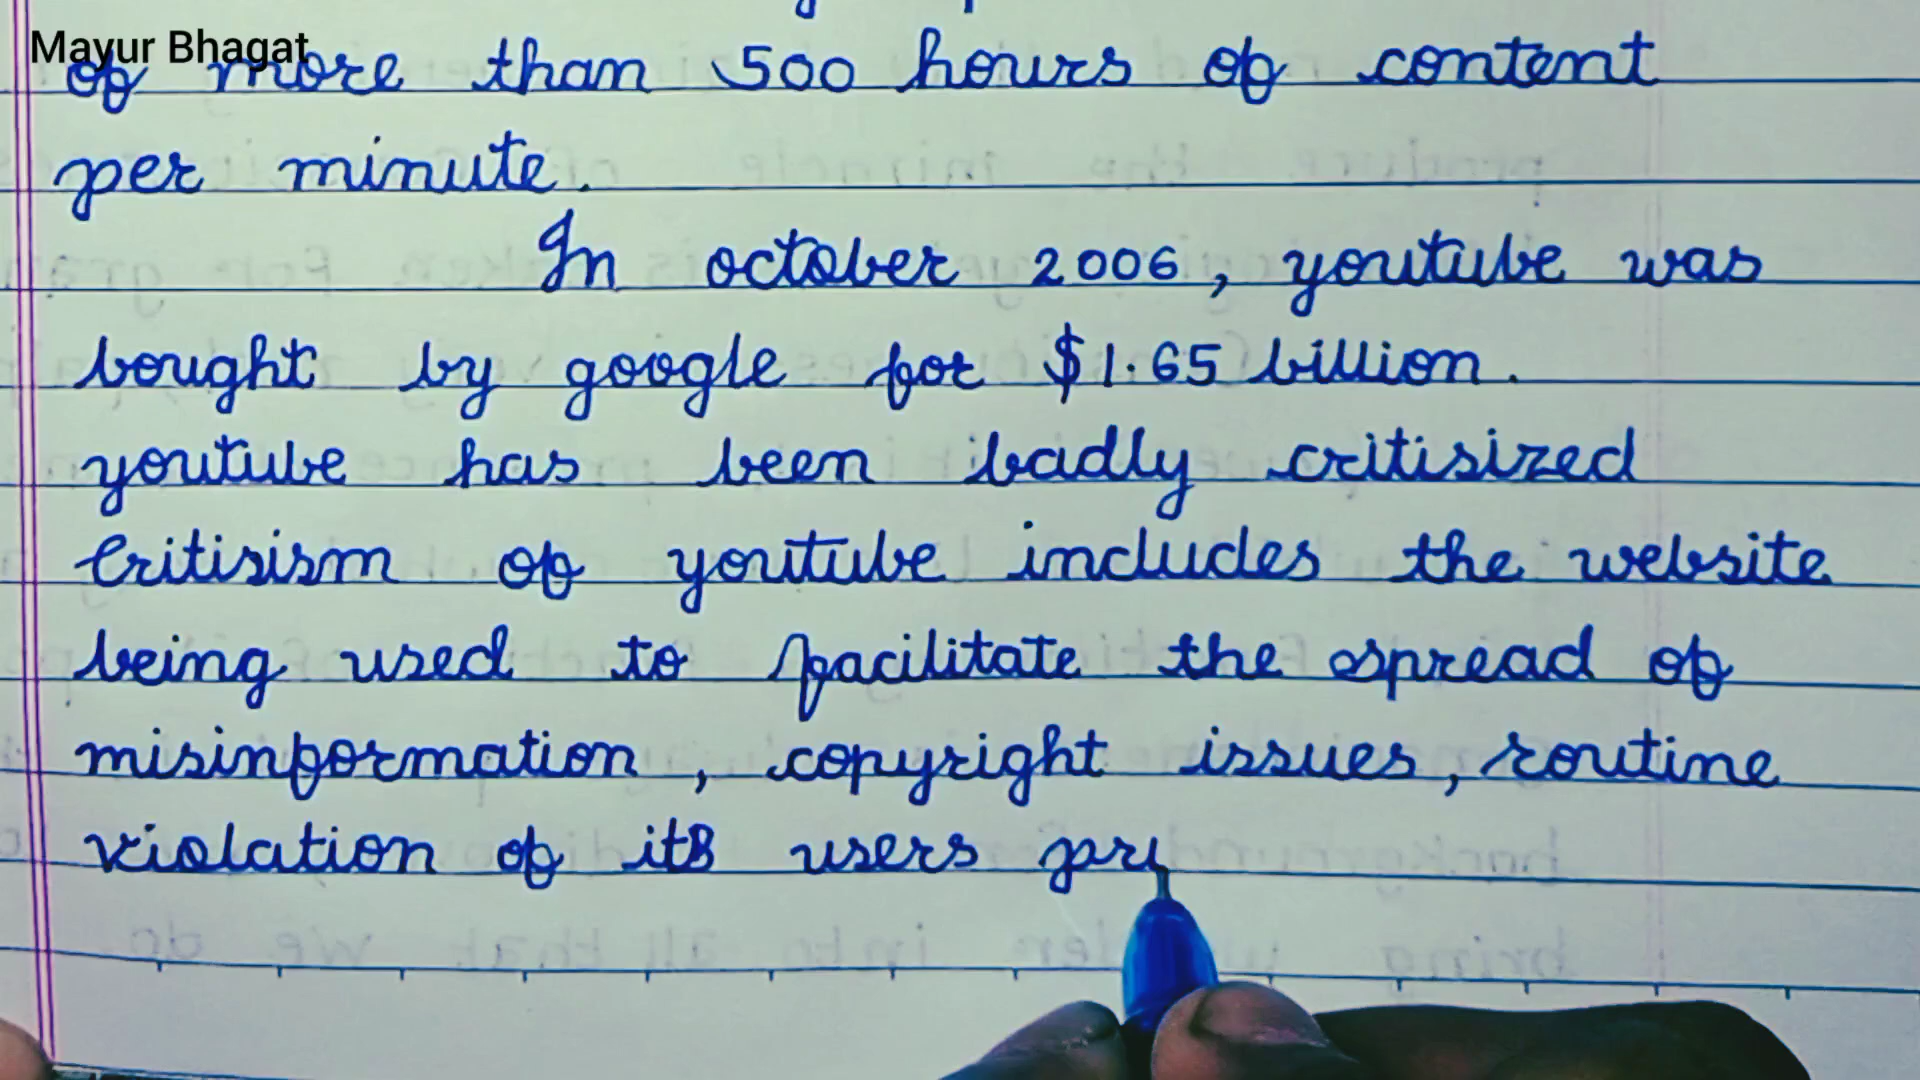 Mayur Bhagat
of more than 500 hours of content
per minute.
In october 2006, youtube was
bought by google for $1.65 billion.
youtube has been badly critisized
Critisism of youtube includes the website
being used to facilitate the spread of
misinformation, copyright issues, routine
violation of its users pri